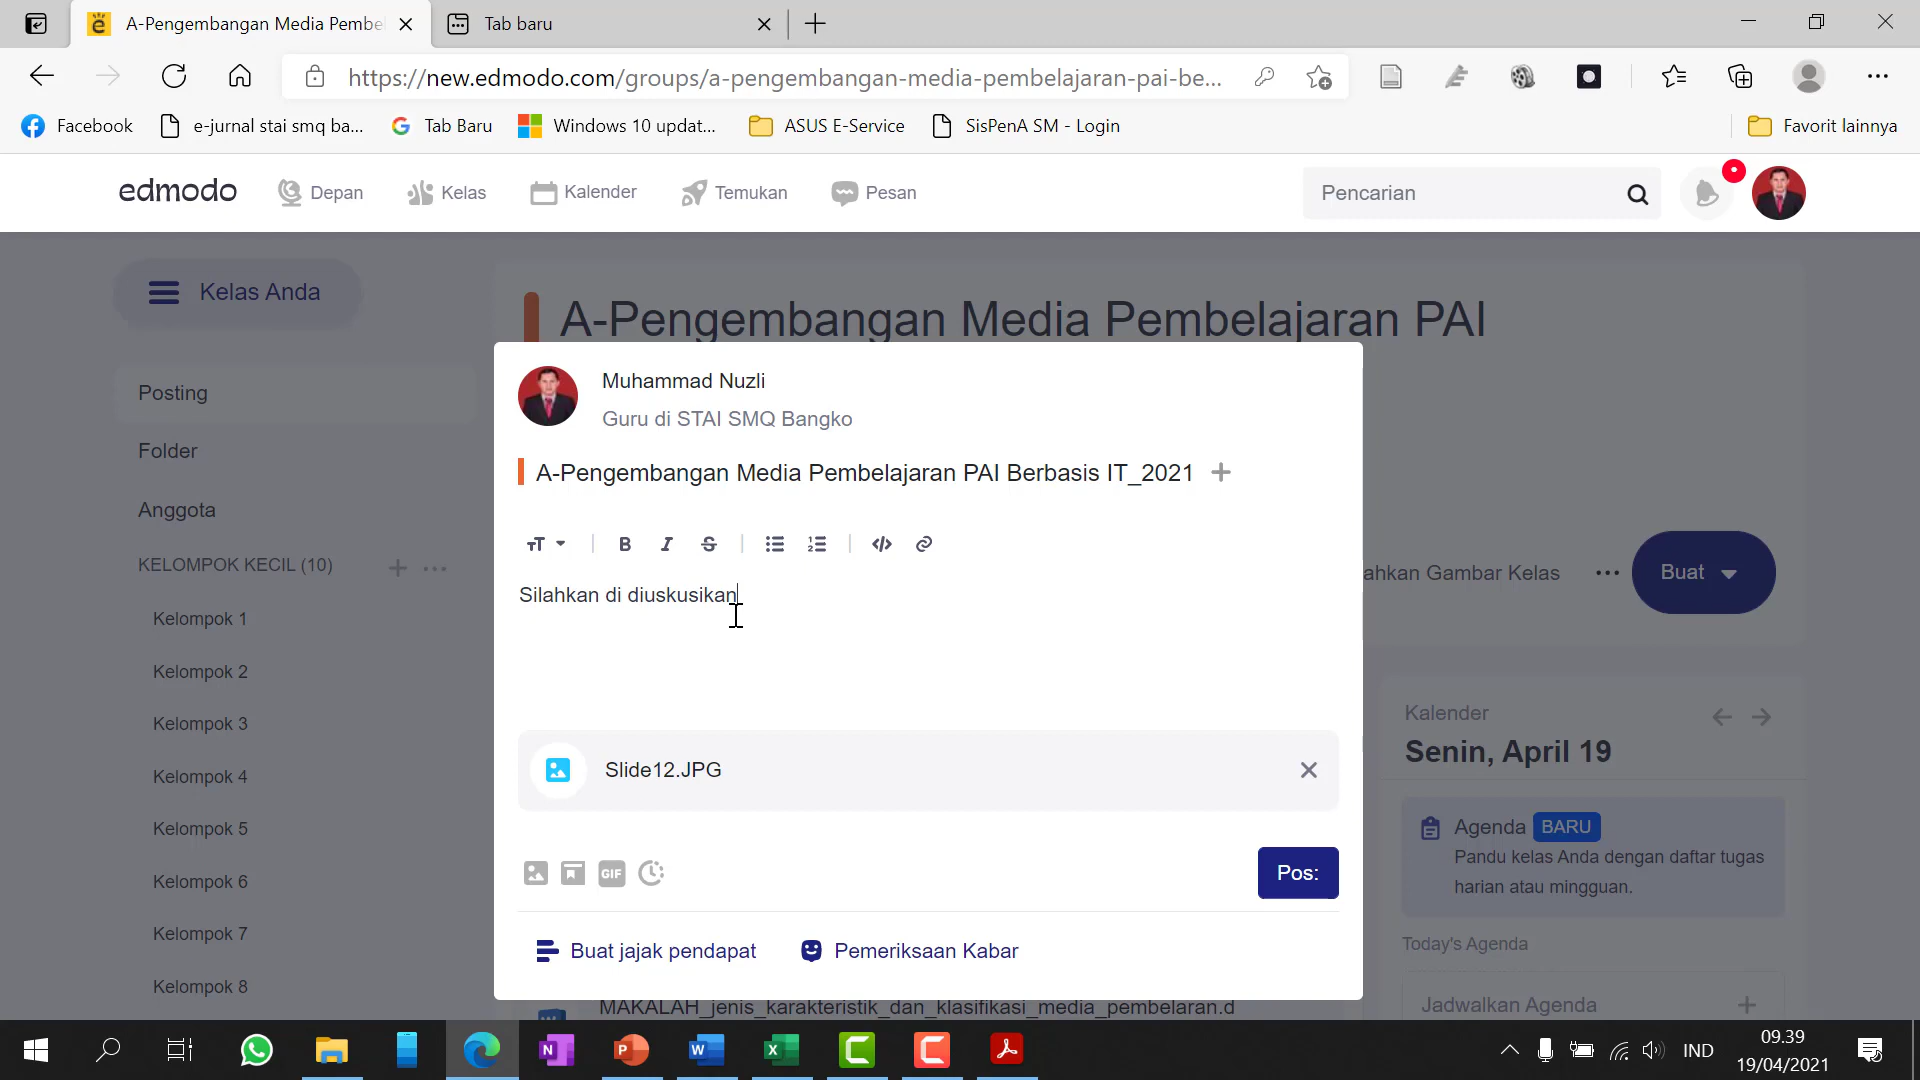 A-Pengembangan Media Pembe
Tab baru
https://new.edmodo.com/groups/a-pengembangan-media-pembelajaran-pai-be...
Facebook
e-jurnal stai smq ba...
Tab Baru
Windows 10 updat...
ASUS E-Service
SisPenA SM - Login
Favorit lainnya
edmodo
Depan
Kelas
Kalender
Temukan
Pesan
Pencarian
Kelas Anda
A-Pengembangan Media Pembelajaran PAI
Posting
Folder
Anggota
KELOMPOK KECIL (10)
Kelompok 1
Kelompok 2
Kelompok 3
Kelompok 4
Kelompok 5
Kelompok 6
Kelompok 7
Kelompok 8
Muhammad Nuzli
Guru di STAI SMQ Bangko
A-Pengembangan Media Pembelajaran PAI Berbasis IT_2021
Silahkan di diuskusikan
Slide12.JPG
GIF
Pos:
Buat jajak pendapat
Pemeriksaan Kabar
MAKALAH_jenis_karakteristik_dan_klasifikasi_media_pembelaran.d
ahkan Gambar Kelas
Buat
Kalender
Senin, April 19
Agenda BARU
Pandu kelas Anda dengan daftar tugas
harian atau mingguan.
Today's Agenda
Jadwalkan Agenda
IND
09.39
19/04/2021